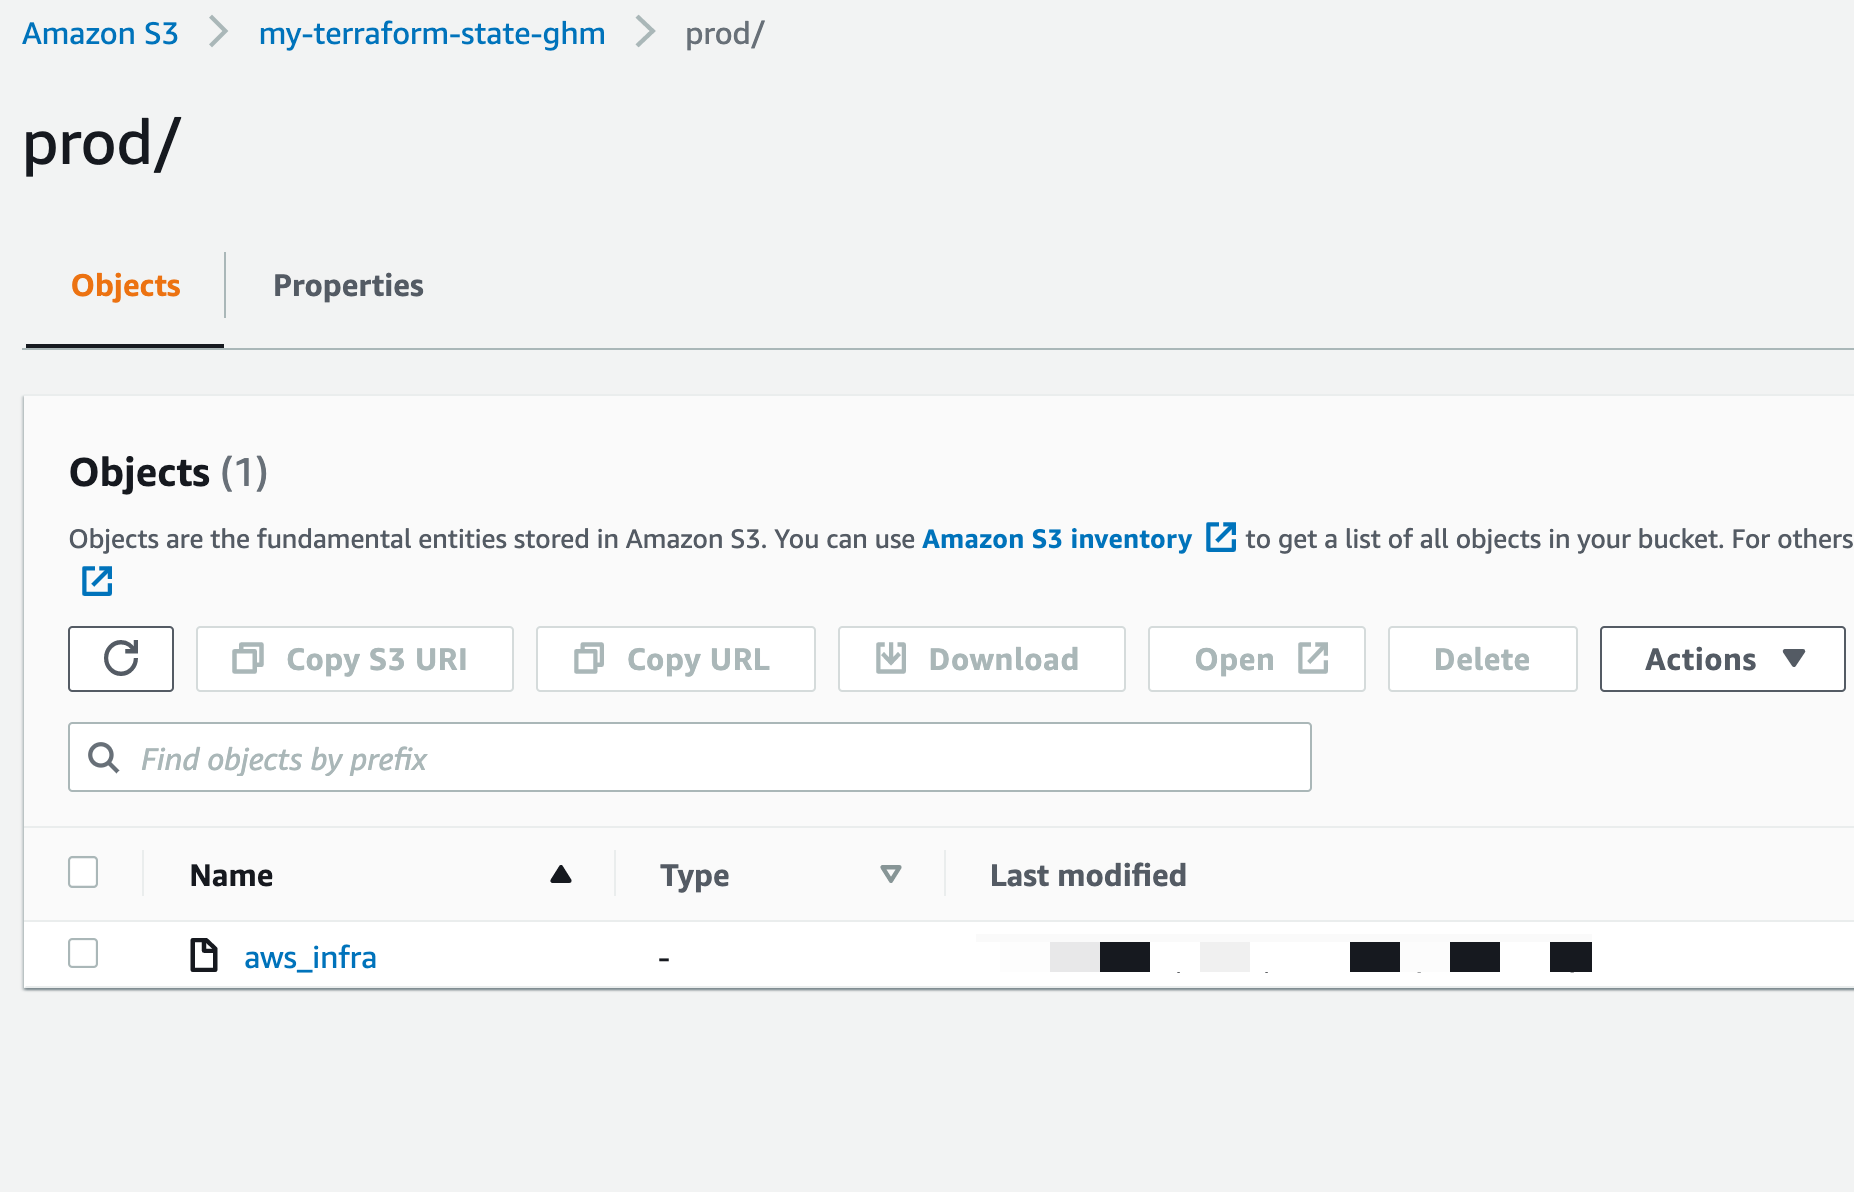 Amazon S3 > my-terraform-state-ghm > prod/
prod/
Objects
Properties
Objects (1)
Objects are the fundamental entities stored in Amazon S3. You can use Amazon S3 inventory to get a list of all objects in your bucket. For others
Copy S3 URI
Copy URL
Download
Open
Delete
Actions
Find objects by prefix
Name
Type
Last modified
aws_infra
-